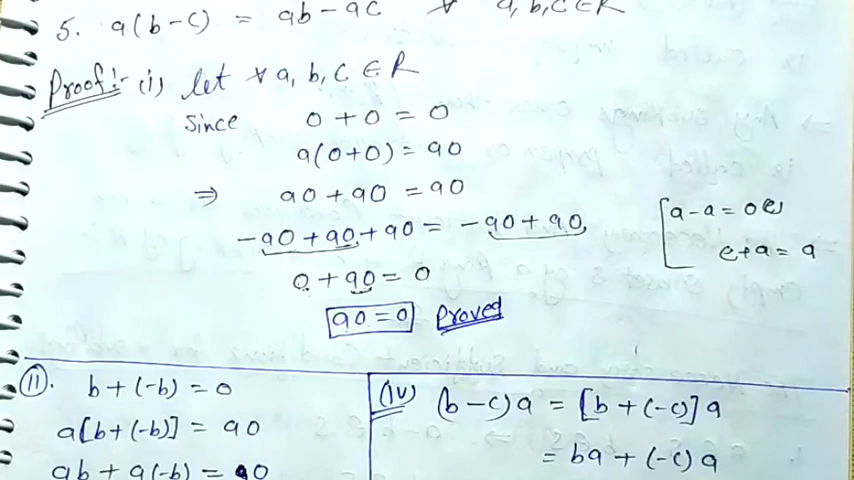 5. a(b-c) = ab-ac ∀ a,b,c∈R
Proof:- (i) let ∀ a, b, c ∈ R
Since 0+0=0
a(0+0)=a0
⇒ a0+a0=a0
-a0+a0+a0=-a0+a0
[a-a=0
e+a=a
0+a0=0
a0=0 Proved
(ii). b+(-b)=0
a[b+(-b)]=a0
ab+a(-b)=a0
(iv) (b-c)a=[b+(-c)]a
=ba+(-c)a